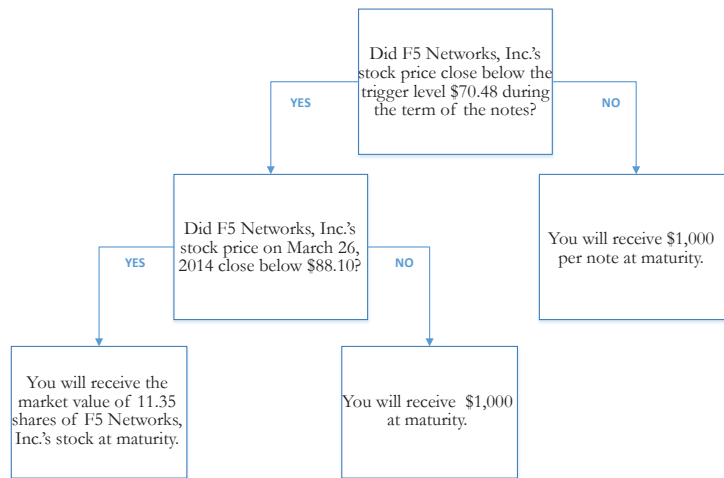 Did F5 Networks, Inc.'s
stock price close below the
trigger level $70.48 during
the term of the notes?
YES
NO
Did F5 Networks, Inc.'s
stock price on March 26,
2014 close below $88.10?
You will receive $1,000
per note at maturity.
YES
NO
You will receive the
market value of 11.35
shares of F5 Networks,
Inc.'s stock at maturity.
You will receive $1,000
at maturity.